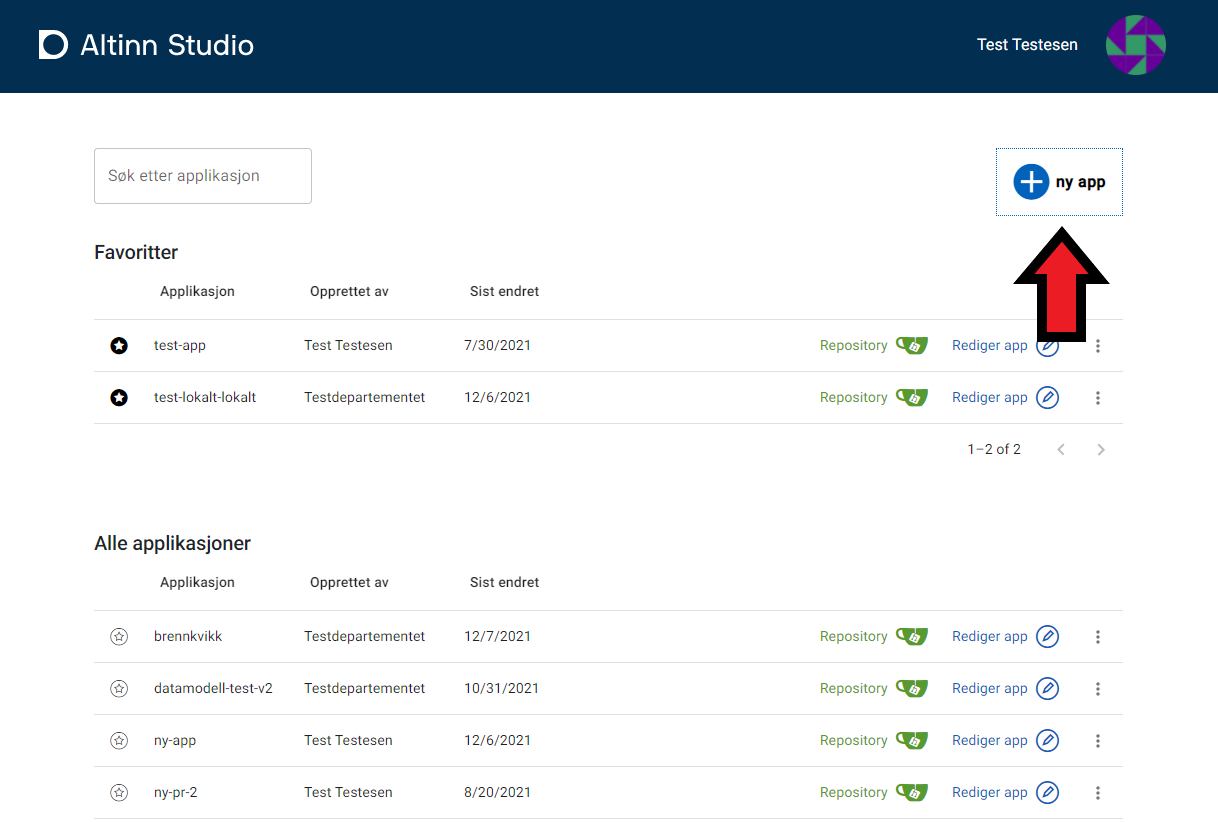 Altinn Studio
Test Testesen
Søk etter applikasjon
ny app
Favoritter
Applikasjon Opprettet av Sist endret
test-app Test Testesen 7/30/2021 Repository Rediger app
test-lokalt-lokalt Testdepartementet 12/6/2021 Repository Rediger app
1–2 of 2
Alle applikasjoner
Applikasjon Opprettet av Sist endret
brennkvikk Testdepartementet 12/7/2021 Repository Rediger app
datamodell-test-v2 Testdepartementet 10/31/2021 Repository Rediger app
ny-app Test Testesen 12/6/2021 Repository Rediger app
ny-pr-2 Test Testesen 8/20/2021 Repository Rediger app